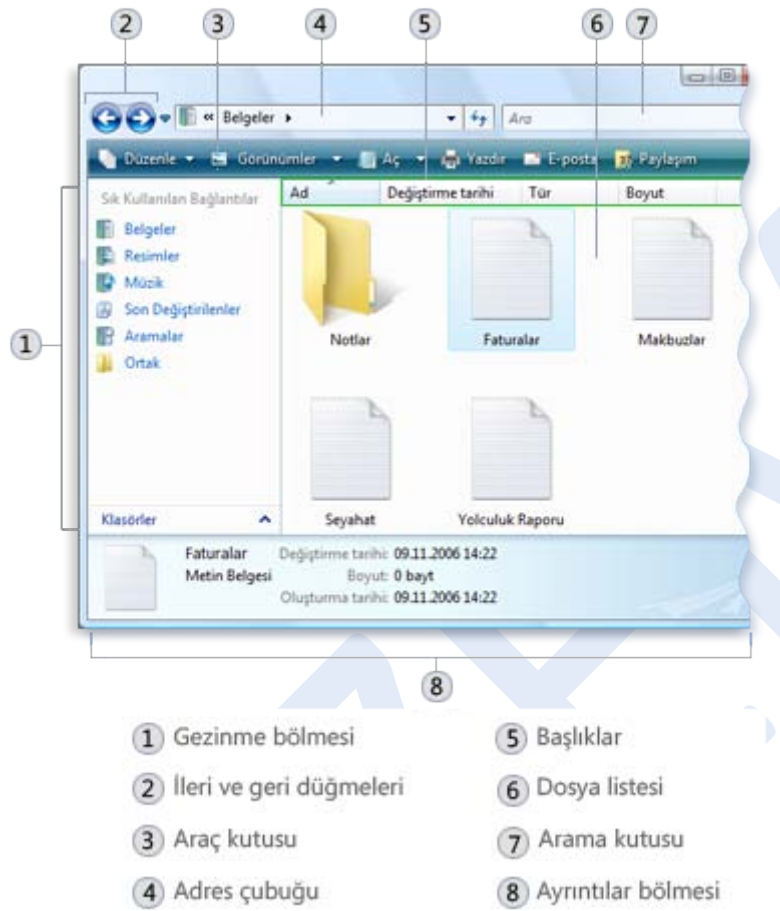 2 3 4 5 6 7
« Belgeler Ara
Düzenle Görünümler Aç Yazdır E-posta Paylaşım
Sık Kullanılan Bağlantılar
Ad Değiştirme tarihi Tür Boyut
Belgeler
Resimler
Müzik
Son Değiştirilenler
Aramalar
Ortak
1
Notlar Faturalar Makbuzlar
Seyahat Yolculuk Raporu
Klasörler
Faturalar Değiştirme tarihi: 09.11.2006 14:22
Metin Belgesi Boyut: 0 bayt
Oluşturma tarihi: 09.11.2006 14:22
8
1 Gezinme bölmesi
2 İleri ve geri düğmeleri
3 Araç kutusu
4 Adres çubuğu
5 Başlıklar
6 Dosya listesi
7 Arama kutusu
8 Ayrıntılar bölmesi